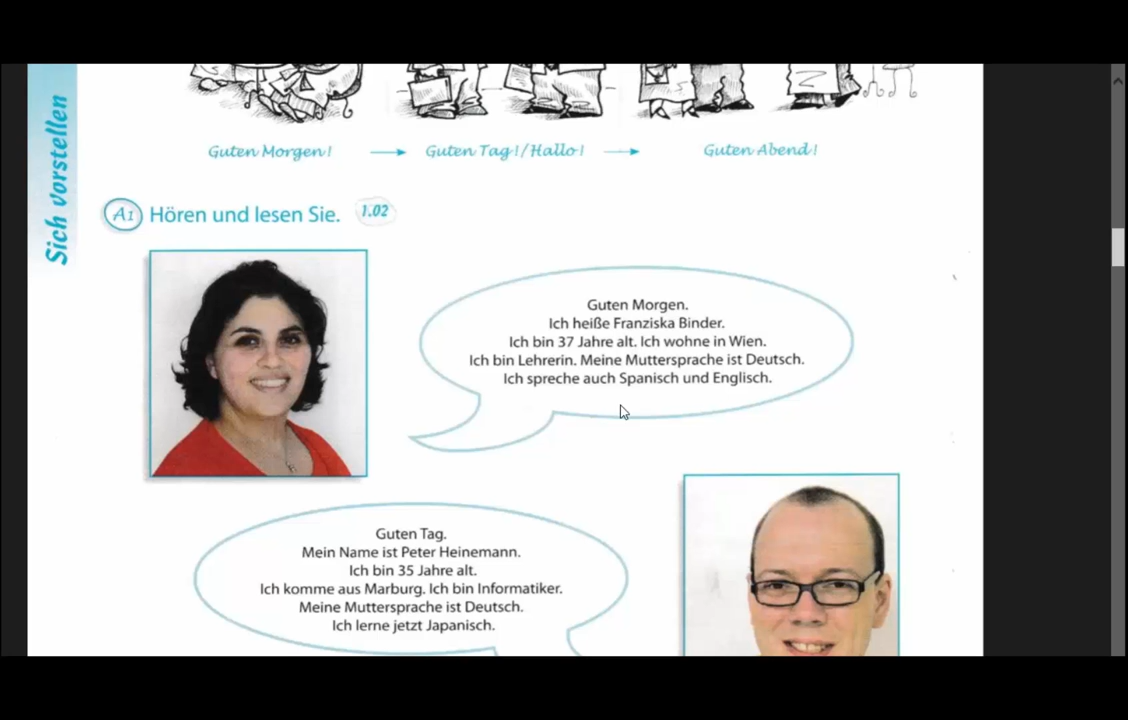 Sich vorstellen
Guten Morgen! Guten Tag!/Hallo! Guten Abend!
A1 Hören und lesen Sie. 1.02
Guten Morgen.
Ich heiße Franziska Binder.
Ich bin 37 Jahre alt. Ich wohne in Wien.
Ich bin Lehrerin. Meine Muttersprache ist Deutsch.
Ich spreche auch Spanisch und Englisch.
Guten Tag.
Mein Name ist Peter Heinemann.
Ich bin 35 Jahre alt.
Ich komme aus Marburg. Ich bin Informatiker.
Meine Muttersprache ist Deutsch.
Ich lerne jetzt Japanisch.